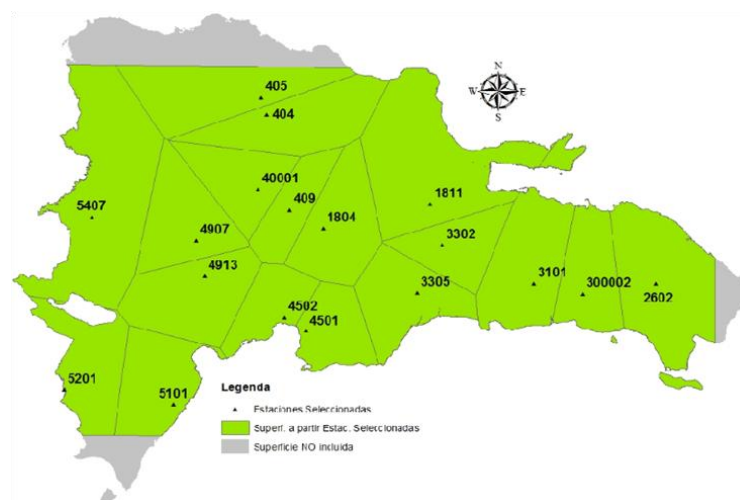 405
404
N
W E
S
40001
409
1811
5407
1804
4907
3302
4913
3101
300002
3305
2602
4502
4501
5201
5101
Legenda
Estaciones Seleccionadas
Superf. a partir Estac. Seleccionadas
Superficie NO incluida